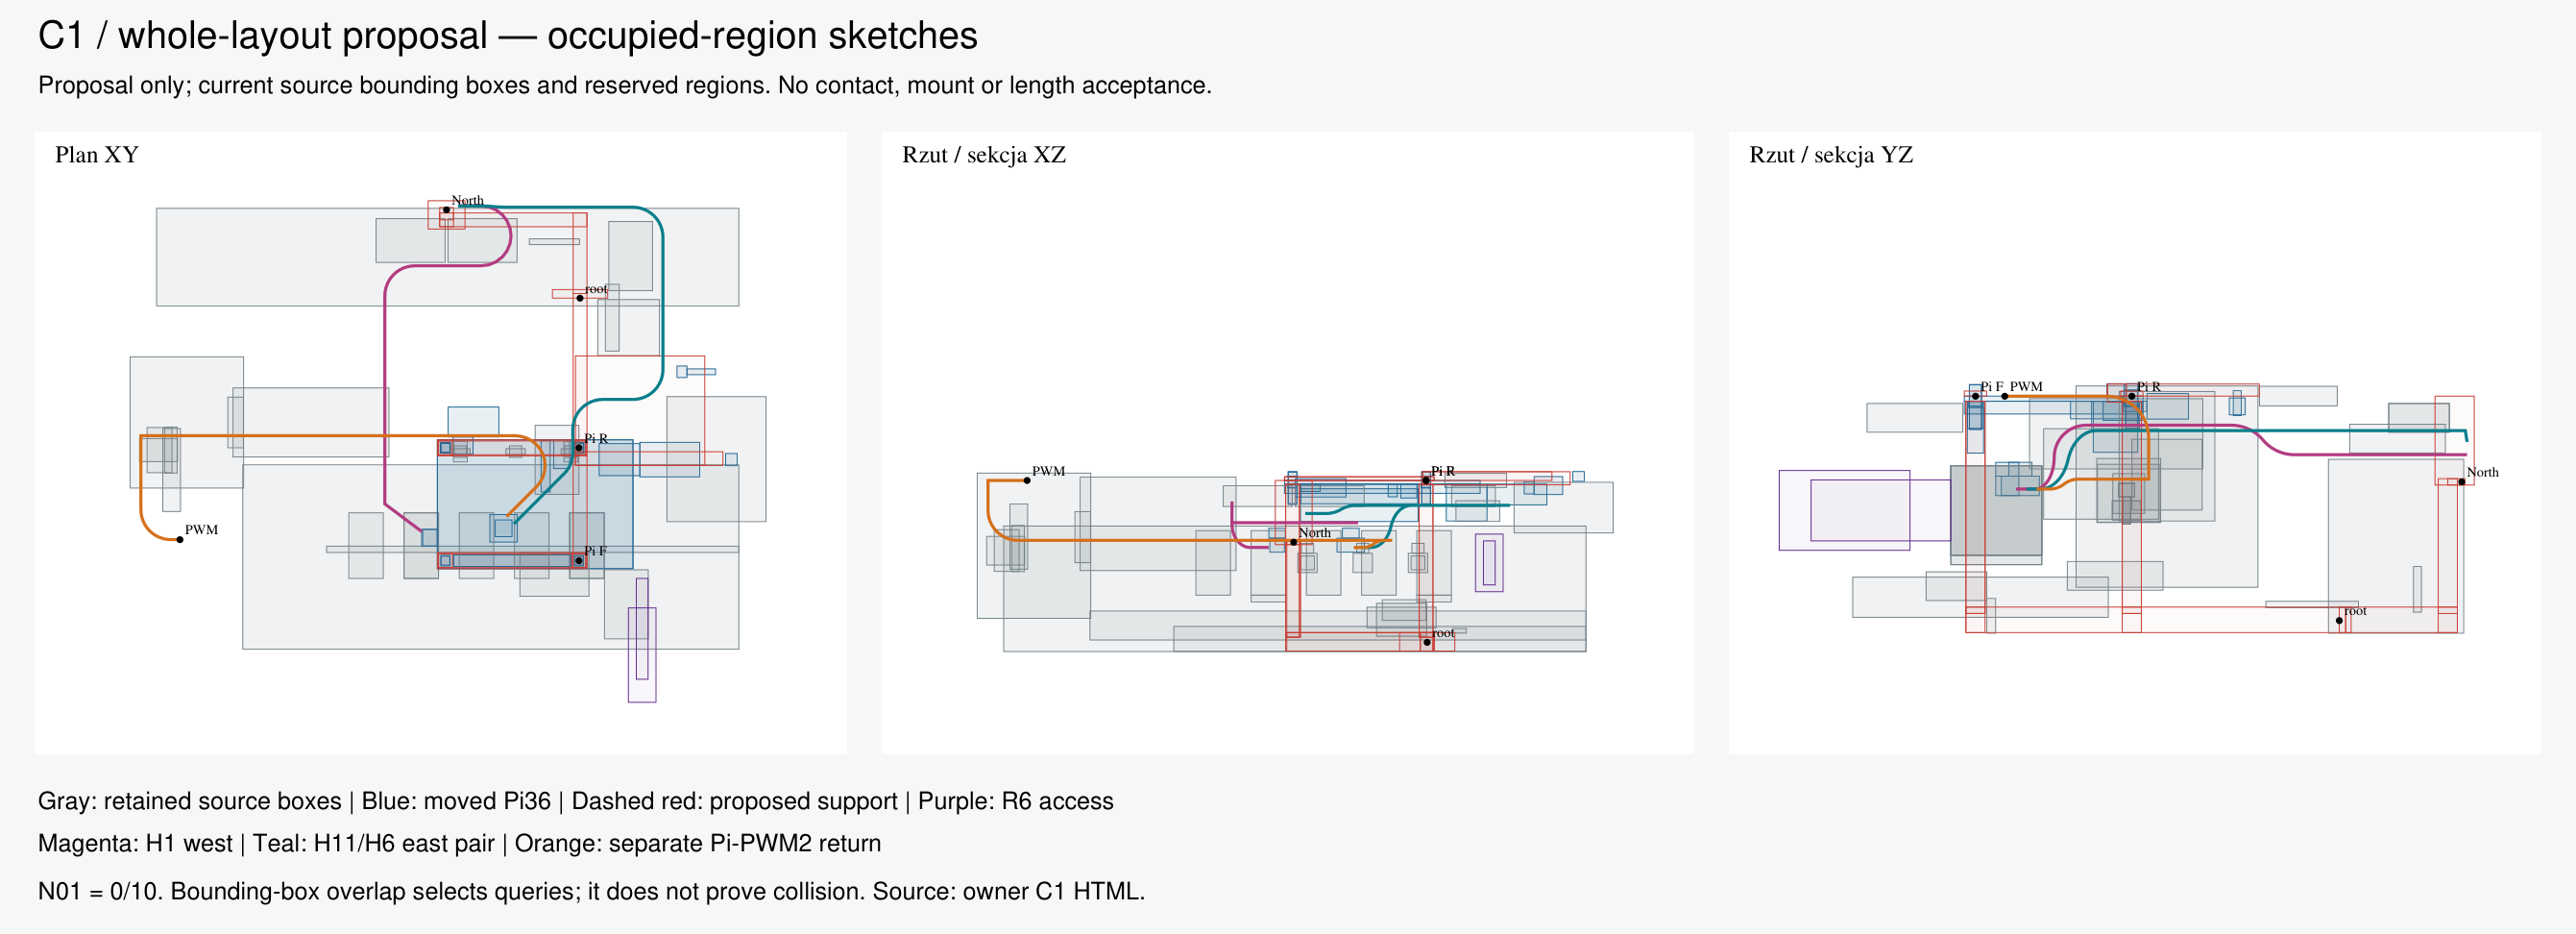 C1 / whole-layout proposal — occupied-region sketches
Proposal only; current source bounding boxes and reserved regions. No contact, mount or length acceptance.
Plan XY
North
root
Pi R
PWM
Pi F
Rzut / sekcja XZ
PWM
Pi R
North
root
Rzut / sekcja YZ
Pi F PWM
Pi R
North
root
Gray: retained source boxes | Blue: moved Pi36 | Dashed red: proposed support | Purple: R6 access
Magenta: H1 west | Teal: H11/H6 east pair | Orange: separate Pi-PWM2 return
N01 = 0/10. Bounding-box overlap selects queries; it does not prove collision. Source: owner C1 HTML.